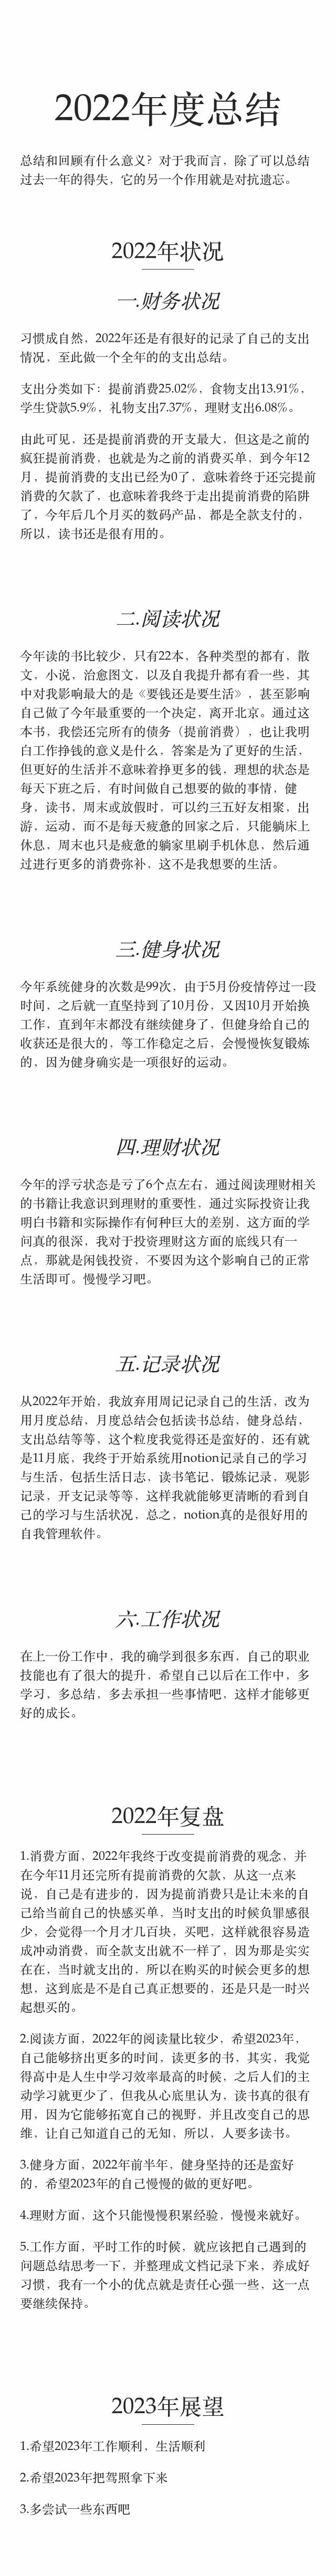 2022年度总结
总结和回顾有什么意义？对于我而言，除了可以总结
过去一年的得失，它的另一个作用就是对抗遗忘。
2022年状况
一.财务状况
习惯成自然，2022年还是有很好的记录了自己的支出
情况，至此做一个全年的的支出总结。
支出分类如下：提前消费25.02%，食物支出13.91%，
学生贷款5.9%，礼物支出7.37%，理财支出6.08%。
由此可见，还是提前消费的开支最大，但这是之前的
疯狂提前消费，也就是为之前的消费买单，到今年12
月，提前消费的支出已经为0了，意味着终于还完提前
消费的欠款了，也意味着我终于走出提前消费的陷阱
了，今年后几个月买的数码产品，都是全款支付的，
所以，读书还是很有用的。
二.阅读状况
今年读的书比较少，只有22本，各种类型的都有，散
文，小说，治愈图文，以及自我提升都有看一些，其
中对我影响最大的是《要钱还是要生活》，甚至影响
自己做了今年最重要的一个决定，离开北京。通过这
本书，我偿还完所有的债务（提前消费），也让我明
白工作挣钱的意义是什么，答案是为了更好的生活，
但更好的生活并不意味着挣更多的钱，理想的状态是
每天下班之后，有时间做自己想要的做的事情，健
身，读书，周末或放假时，可以约三五好友相聚，出
游，运动，而不是每天疲惫的回家之后，只能躺床上
休息，周末也只是疲惫的躺家里刷手机休息，然后通
过进行更多的消费弥补，这不是我想要的生活。
三.健身状况
今年系统健身的次数是99次，由于5月份疫情停过一段
时间，之后就一直坚持到了10月份，又因10月开始换
工作，直到年末都没有继续健身了，但健身给自己的
收获还是很大的，等工作稳定之后，会慢慢恢复锻炼
的，因为健身确实是一项很好的运动。
四.理财状况
今年的浮亏状态是亏了6个点左右，通过阅读理财相关
的书籍让我意识到理财的重要性，通过实际投资让我
明白书籍和实际操作有何种巨大的差别，这方面的学
问真的很深，我对于投资理财这方面的底线只有一
点，那就是闲钱投资，不要因为这个影响自己的正常
生活即可。慢慢学习吧。
五.记录状况
从2022年开始，我放弃用周记记录自己的生活，改为
用月度总结，月度总结会包括读书总结，健身总结，
支出总结等等，这个粒度我觉得还是蛮好的，还有就
是11月底，我终于开始系统用notion记录自己的学习
与生活，包括生活日志，读书笔记，锻炼记录，观影
记录，开支记录等等，这样我就能够更清晰的看到自
己的学习与生活状况，总之，notion真的是很好用的
自我管理软件。
六.工作状况
在上一份工作中，我的确学到很多东西，自己的职业
技能也有了很大的提升，希望自己以后在工作中，多
学习，多总结，多去承担一些事情吧，这样才能够更
好的成长。
2022年复盘
1.消费方面，2022年我终于改变提前消费的观念，并
在今年11月还完所有提前消费的欠款，从这一点来
说，自己是有进步的，因为提前消费只是让未来的自
己给当前自己的快感买单，当时支出的时候负罪感很
少，会觉得一个月才几百块，买吧，这样就很容易造
成冲动消费，而全款支出就不一样了，因为那是实实
在在，当时就支出的，所以在购买的时候会更多的想
想，这到底是不是自己真正想要的，还是只是一时兴
起想买的。
2.阅读方面，2022年的阅读量比较少，希望2023年，
自己能够挤出更多的时间，读更多的书，其实，我觉
得高中是人生中学习效率最高的时候，之后人们的主
动学习就更少了，但我从心底里认为，读书真的很有
用，因为它能够拓宽自己的视野，并且改变自己的思
维，让自己知道自己的无知，所以，人要多读书。
3.健身方面，2022年前半年，健身坚持的还是蛮好
的，希望2023年的自己慢慢的做的更好吧。
4.理财方面，这个只能慢慢积累经验，慢慢来就好。
5.工作方面，平时工作的时候，就应该把自己遇到的
问题总结思考一下，并整理成文档记录下来，养成好
习惯，我有一个小的优点就是责任心强一些，这一点
要继续保持。
2023年展望
1.希望2023年工作顺利，生活顺利
2.希望2023年把驾照拿下来
3.多尝试一些东西吧